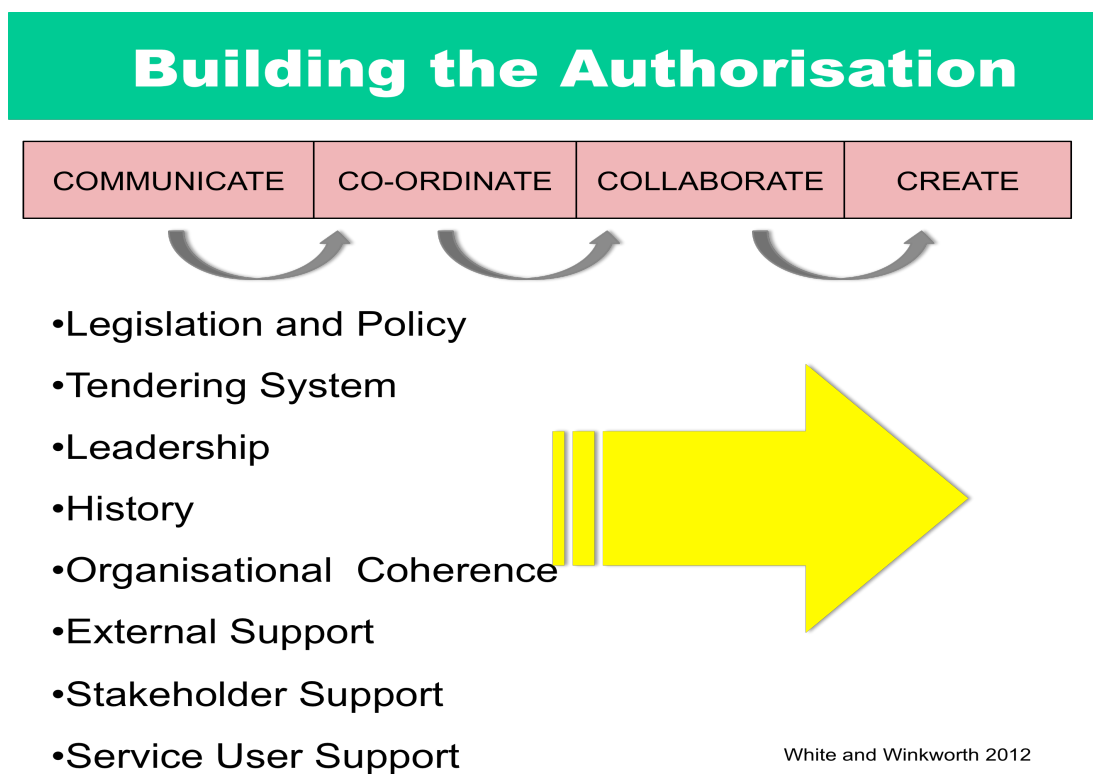 Building the Authorisation
COMMUNICATE CO-ORDINATE COLLABORATE CREATE
•Legislation and Policy
•Tendering System
•Leadership
•History
•Organisational  Coherence
•External Support
•Stakeholder Support
•Service User Support
White and Winkworth 2012